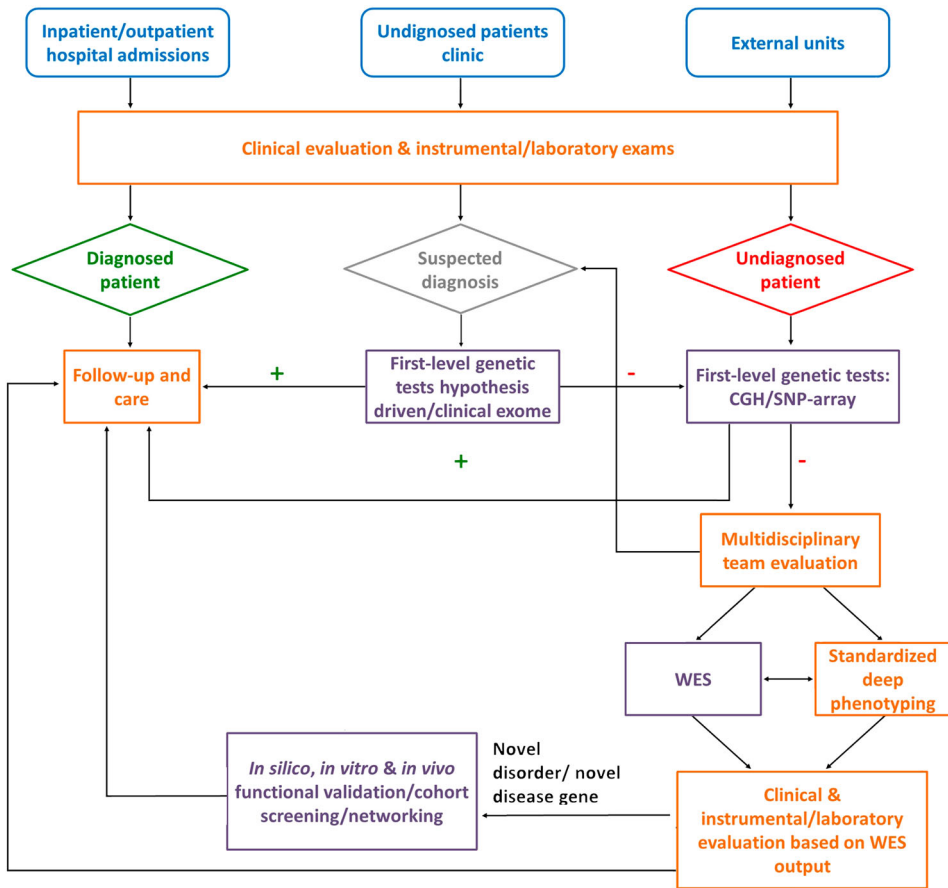 Inpatient/outpatient
hospital admissions
Undignosed patients
clinic
External units
Clinical evaluation & instrumental/laboratory exams
Diagnosed
patient
Suspected
diagnosis
Undiagnosed
patient
Follow-up and
care
+
First-level genetic
tests hypothesis
driven/clinical exome
-
First-level genetic tests:
CGH/SNP-array
+
-
Multidisciplinary
team evaluation
WES
Standardized
deep
phenotyping
In silico, in vitro & in vivo
functional validation/cohort
screening/networking
Novel
disorder/ novel
disease gene
Clinical &
instrumental/laboratory
evaluation based on WES
output